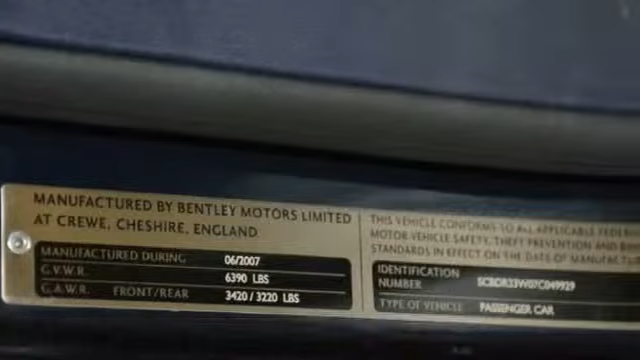 MANUFACTURED BY BENTLEY MOTORS LIMITED
AT CREWE, CHESHIRE, ENGLAND
MANUFACTURED DURING 06/2007
G.V.W.R. 6390 LBS
G.A.W.R. FRONT/REAR 3420 / 3220 LBS
THIS VEHICLE CONFORMS TO ALL APPLICABLE
MOTOR VEHICLE SAFETY, THEFT PREVENTION AND
STANDARDS IN EFFECT ON THE DATE OF
IDENTIFICATION
NUMBER SCBDR33W07C049929
TYPE OF VEHICLE PASSENGER CAR